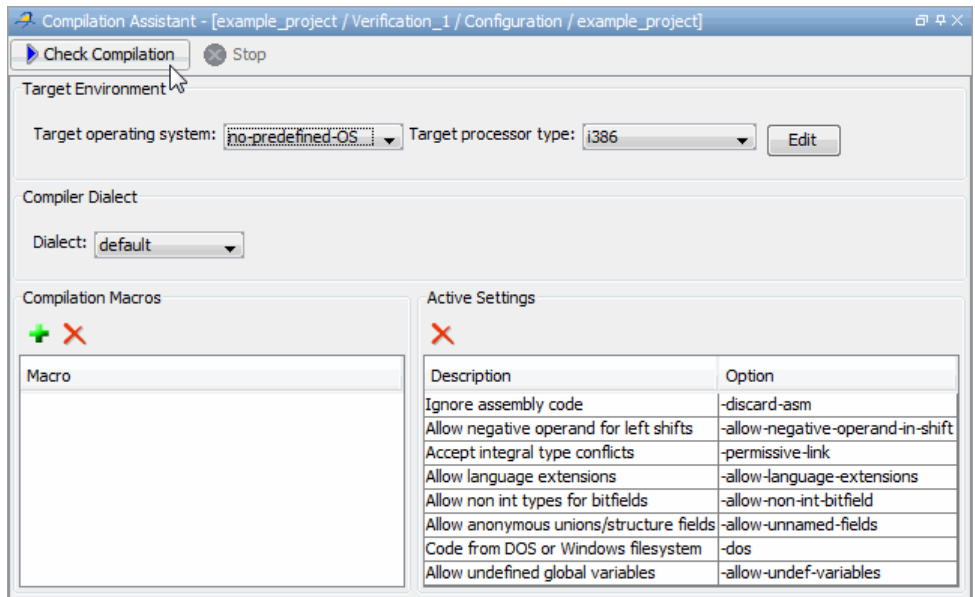 Compilation Assistant - [example_project / Verification_1 / Configuration / example_project]
Check Compilation Stop
Target Environment
Target operating system: no-predefined-OS Target processor type: i386 Edit
Compiler Dialect
Dialect: default
Compilation Macros Active Settings
Macro Description Option
Ignore assembly code -discard-asm
Allow negative operand for left shifts -allow-negative-operand-in-shift
Accept integral type conflicts -permissive-link
Allow language extensions -allow-language-extensions
Allow non int types for bitfields -allow-non-int-bitfield
Allow anonymous unions/structure fields -allow-unnamed-fields
Code from DOS or Windows filesystem -dos
Allow undefined global variables -allow-undef-variables